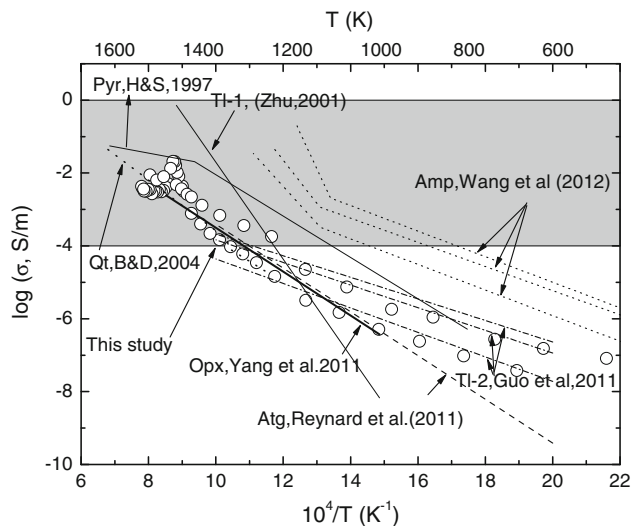 T (K)
1600 1400 1200 1000 800 600
Pyr,H&S,1997
Tl-1, (Zhu,2001)
Amp,Wang et al (2012)
Qt,B&D,2004
This study
Opx,Yang et al.2011
Tl-2,Guo et al,2011
Atg,Reynard et al.(2011)
log (σ, S/m)
0
-2
-4
-6
-8
-10
6 8 10 12 14 16 18 20 22
10⁴/T (K⁻¹)